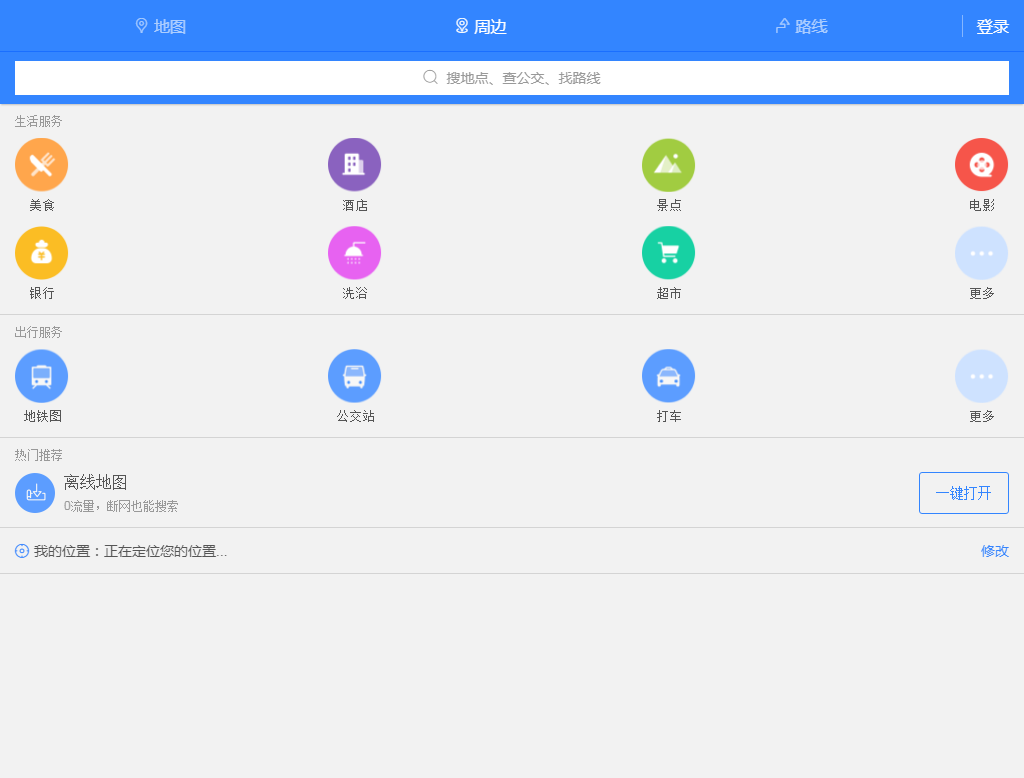 地图 周边 路线 登录
搜地点、查公交、找路线
生活服务
美食 酒店 景点 电影
银行 洗浴 超市 更多
出行服务
地铁图 公交站 打车 更多
热门推荐
离线地图
0流量，断网也能搜索
一键打开
我的位置：正在定位您的位置... 修改